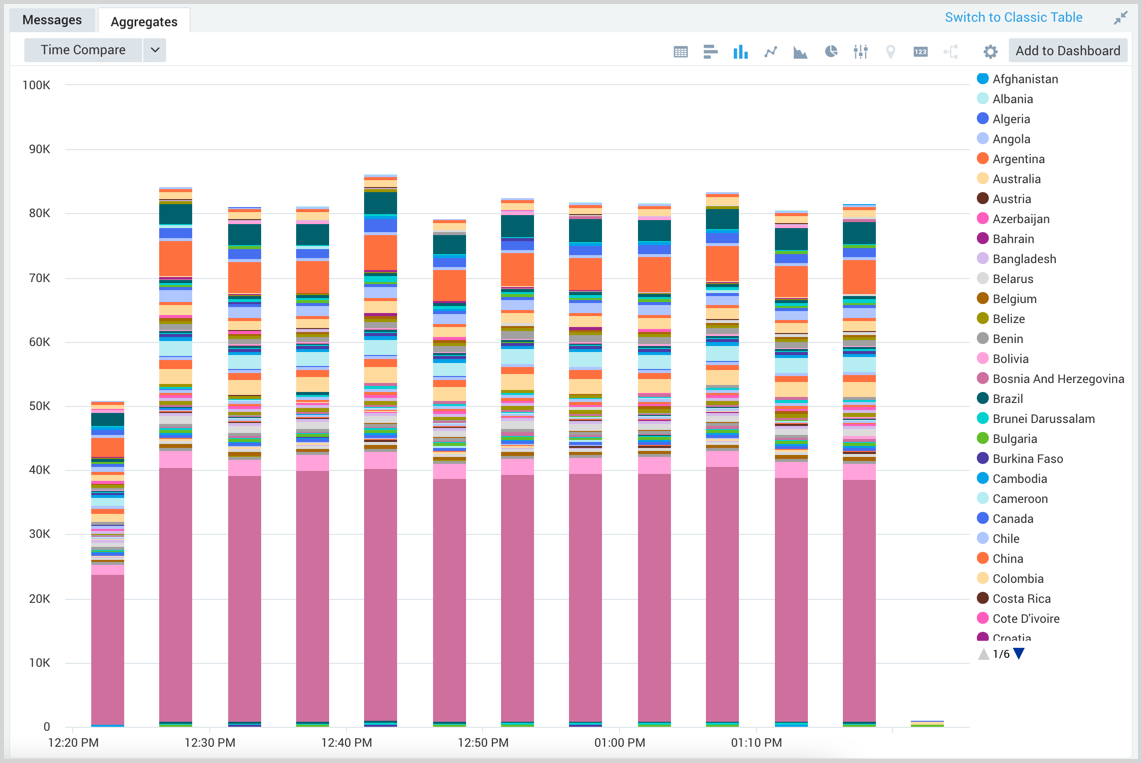 Messages
Aggregates
Switch to Classic Table
Time Compare
123
Add to Dashboard
100K
90K
80K
70K
60K
50K
40K
30K
20K
10K
0
12:20 PM
12:30 PM
12:40 PM
12:50 PM
01:00 PM
01:10 PM
Afghanistan
Albania
Algeria
Angola
Argentina
Australia
Austria
Azerbaijan
Bahrain
Bangladesh
Belarus
Belgium
Belize
Benin
Bolivia
Bosnia And Herzegovina
Brazil
Brunei Darussalam
Bulgaria
Burkina Faso
Cambodia
Cameroon
Canada
Chile
China
Colombia
Costa Rica
Cote D'ivoire
Croatia
1/6